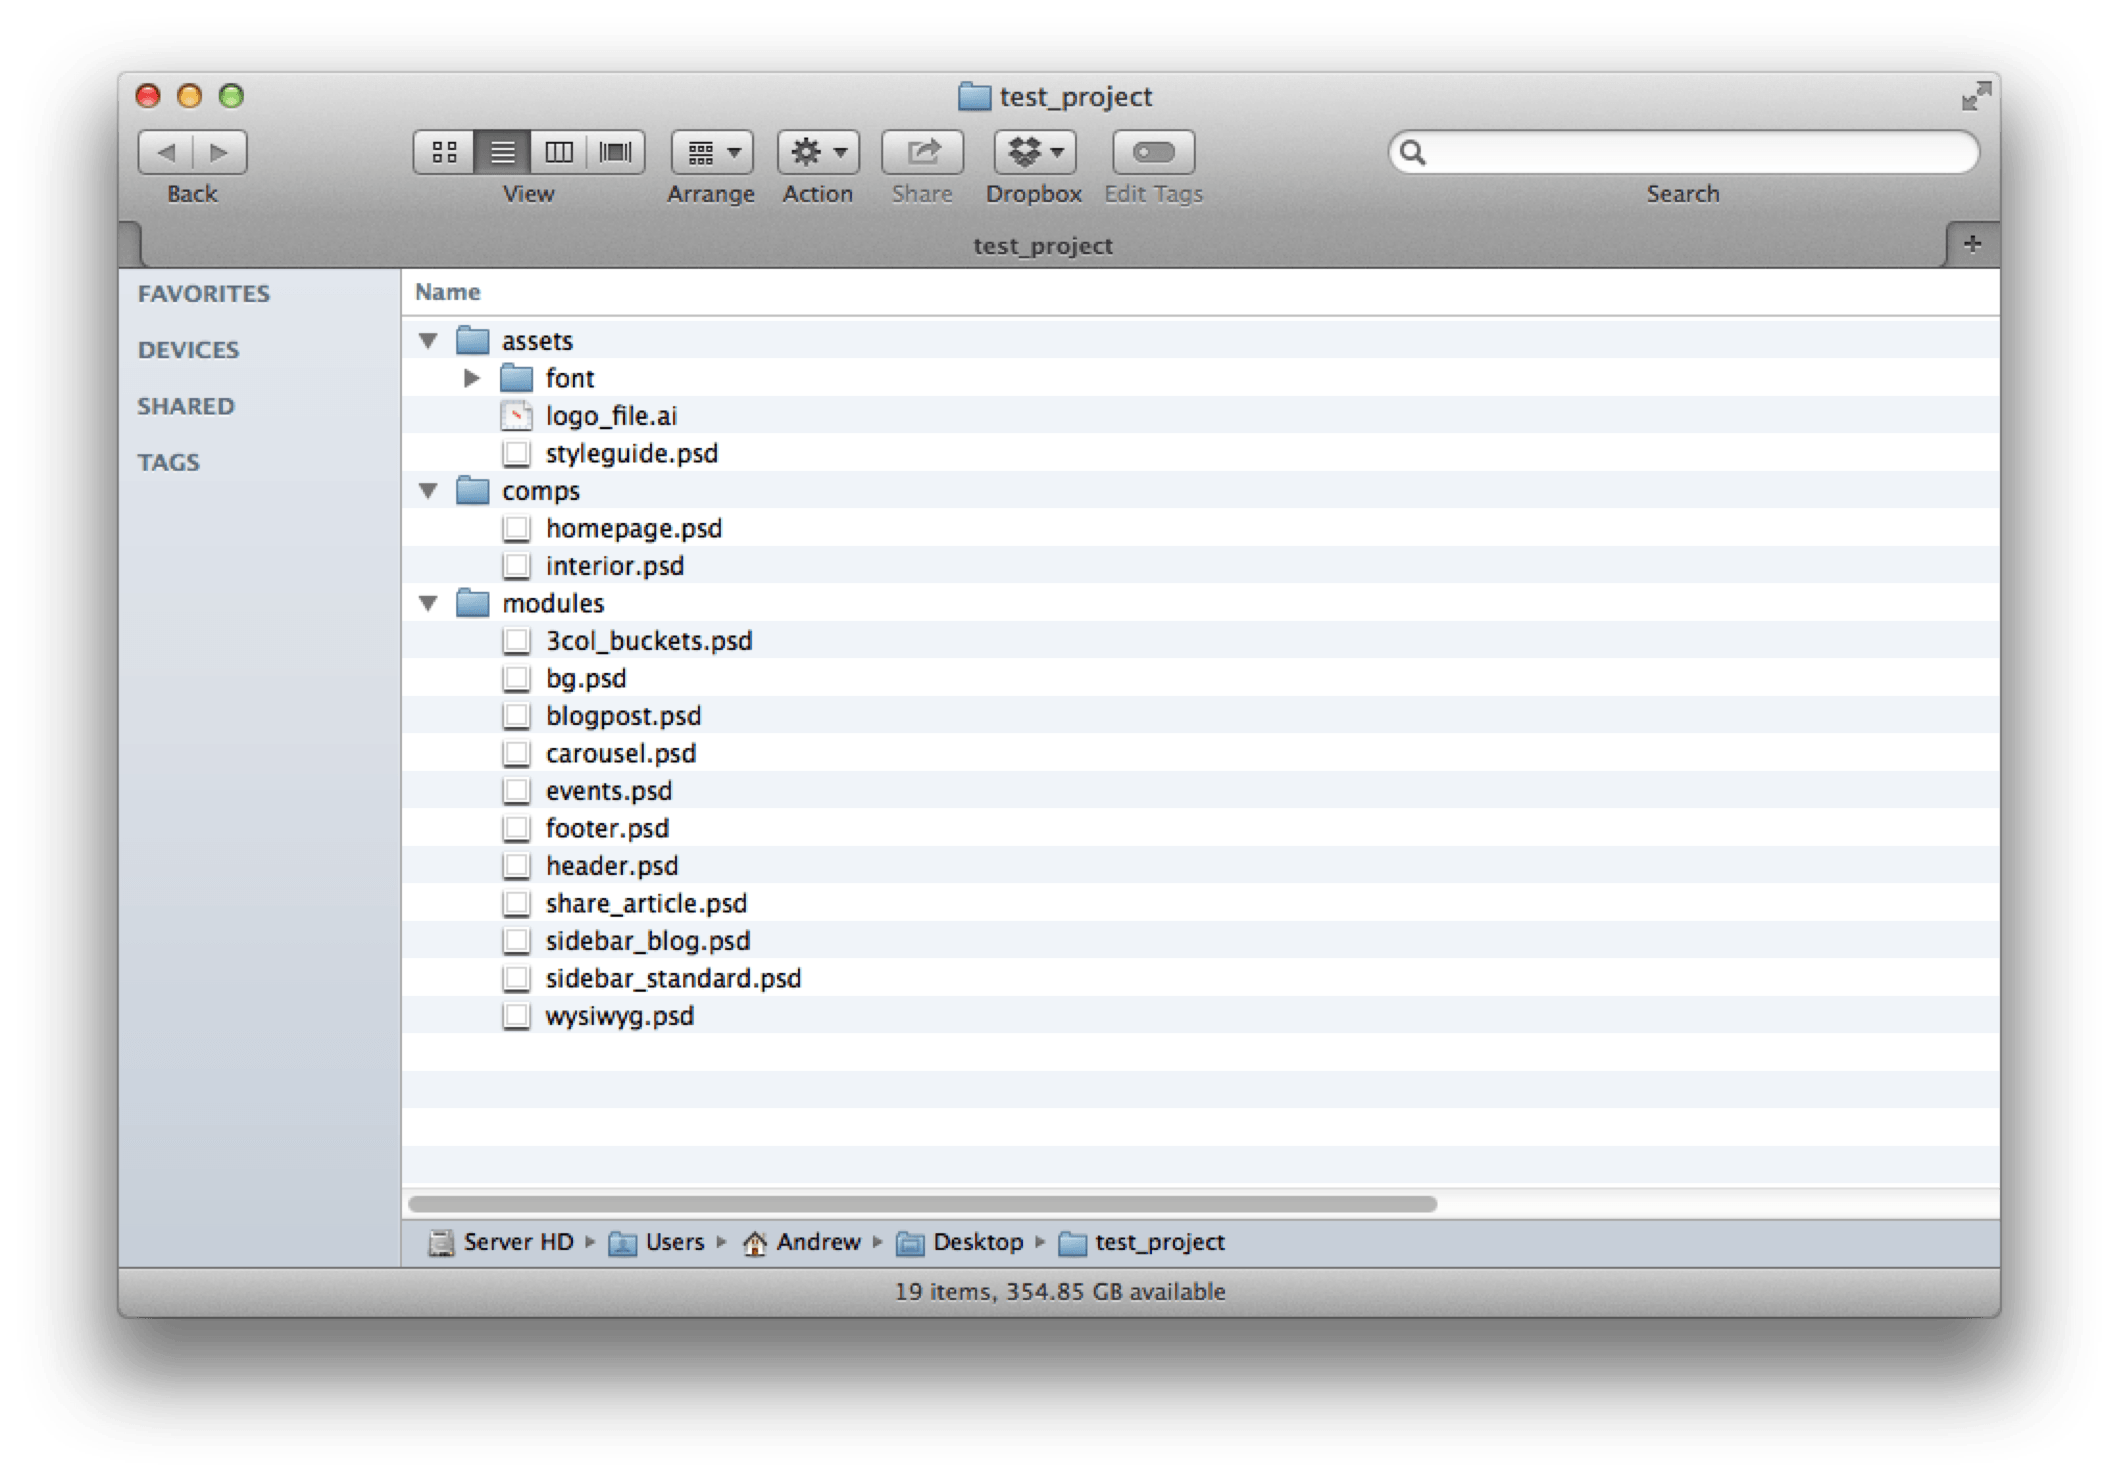 test_project
Back
View
Arrange
Action
Share
Dropbox
Edit Tags
Search
test_project
+
FAVORITES
DEVICES
SHARED
TAGS
Name
assets
font
logo_file.ai
styleguide.psd
comps
homepage.psd
interior.psd
modules
3col_buckets.psd
bg.psd
blogpost.psd
carousel.psd
events.psd
footer.psd
header.psd
share_article.psd
sidebar_blog.psd
sidebar_standard.psd
wysiwyg.psd
Server HD Users Andrew Desktop test_project
19 items, 354.85 GB available